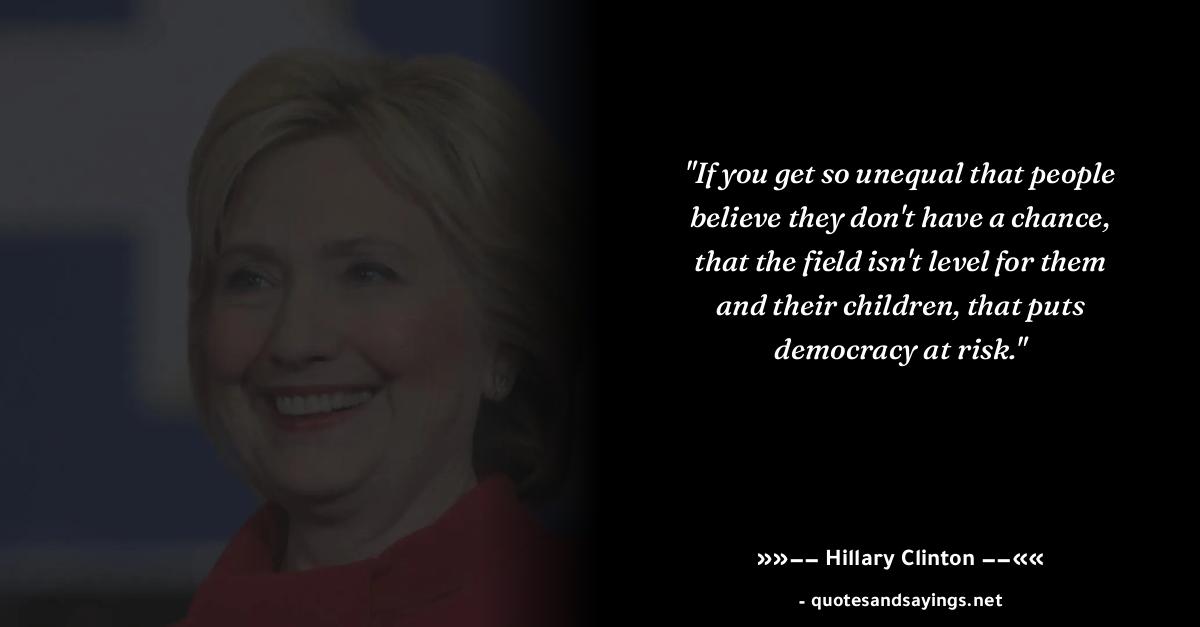 "If you get so unequal that people
believe they don't have a chance,
that the field isn't level for them
and their children, that puts
democracy at risk."
»»–– Hillary Clinton ––««
- quotesandsayings.net